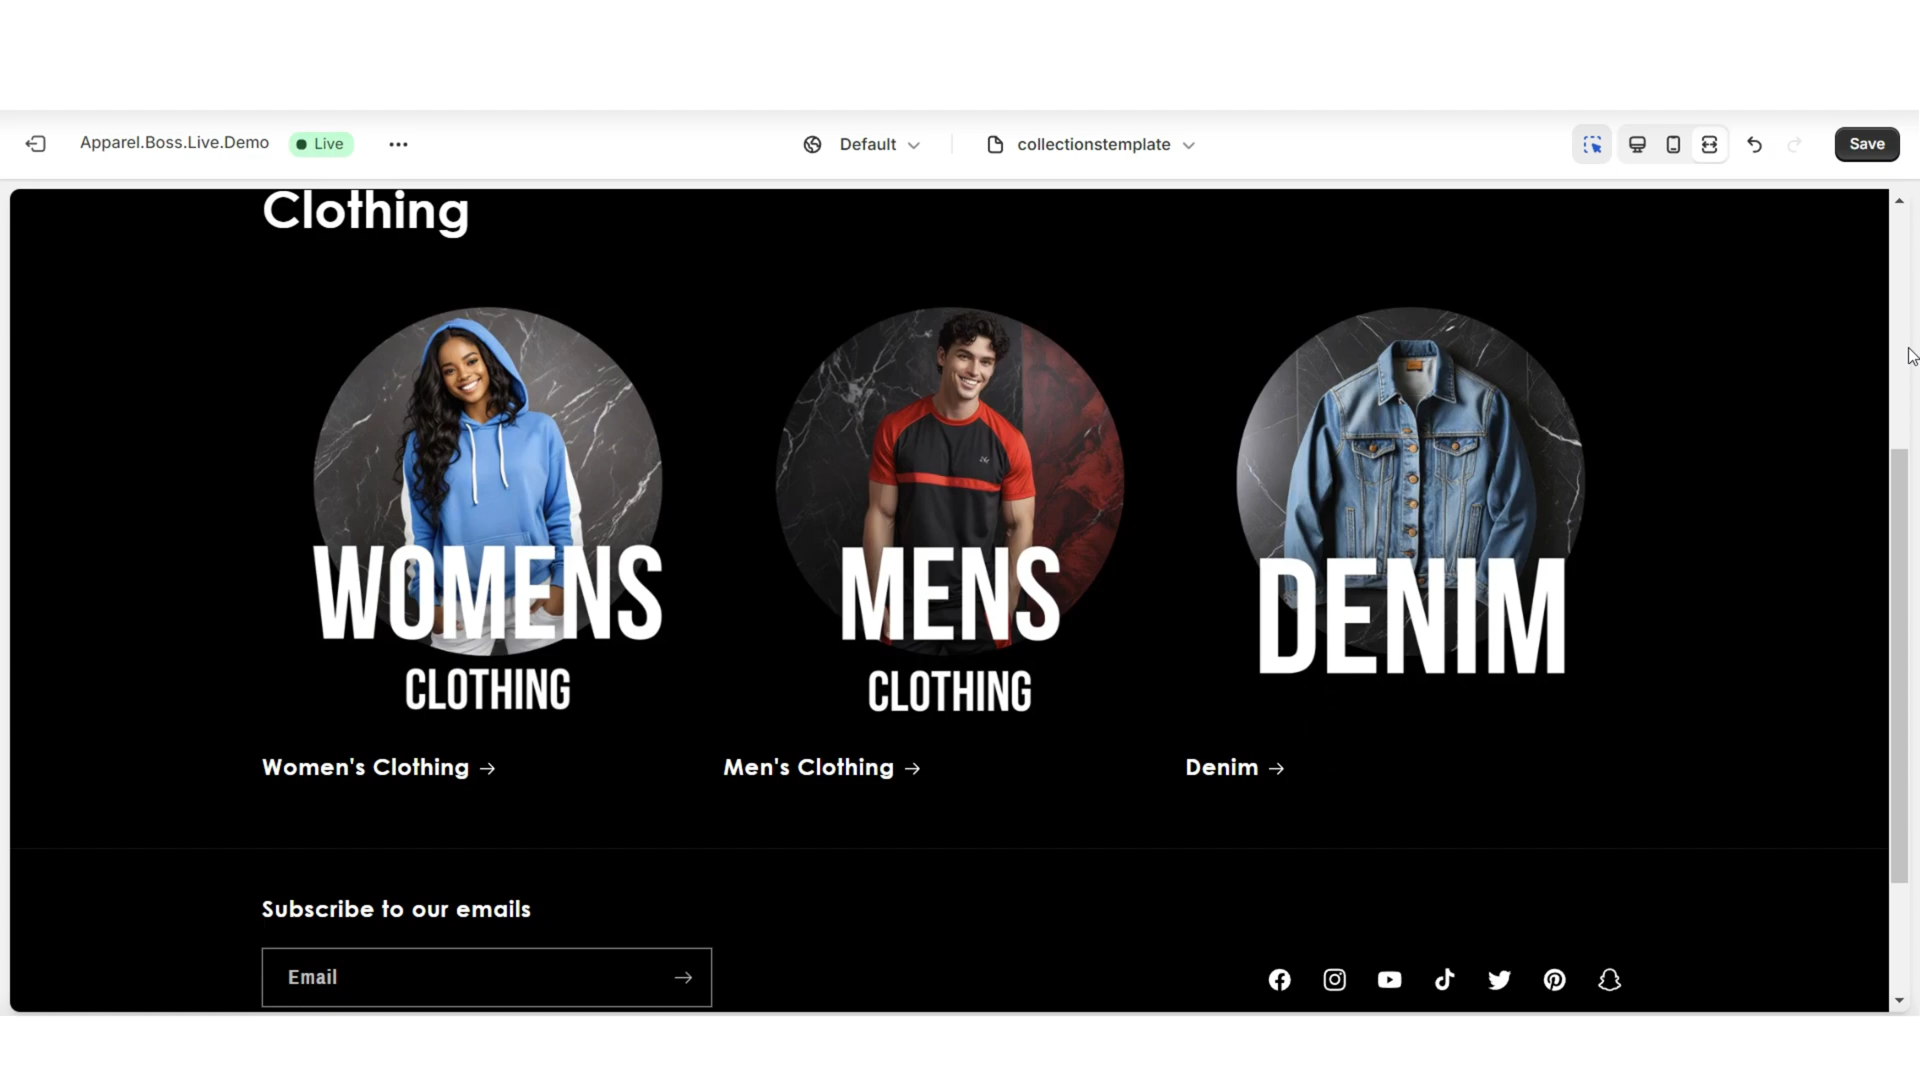 Apparel.Boss.Live.Demo Live Default collectionstemplate Save
Clothing
WOMENS
CLOTHING
MENS
CLOTHING
DENIM
Women's Clothing → Men's Clothing → Denim →
Subscribe to our emails
Email →